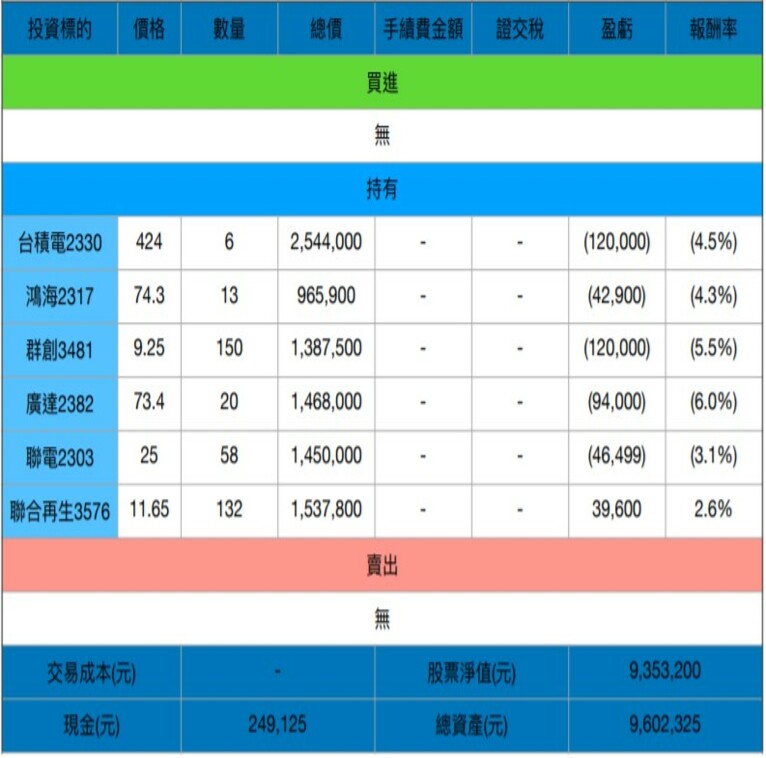 投資標的 價格 數量 總價 手續費金額 證交稅 盈虧 報酬率
買進
無
持有
台積電2330 424 6 2,544,000 - - (120,000) (4.5%)
鴻海2317 74.3 13 965,900 - - (42,900) (4.3%)
群創3481 9.25 150 1,387,500 - - (120,000) (5.5%)
廣達2382 73.4 20 1,468,000 - - (94,000) (6.0%)
聯電2303 25 58 1,450,000 - - (46,499) (3.1%)
聯合再生3576 11.65 132 1,537,800 - - 39,600 2.6%
賣出
無
交易成本(元) - 股票淨值(元) 9,353,200
現金(元) 249,125 總資產(元) 9,602,325